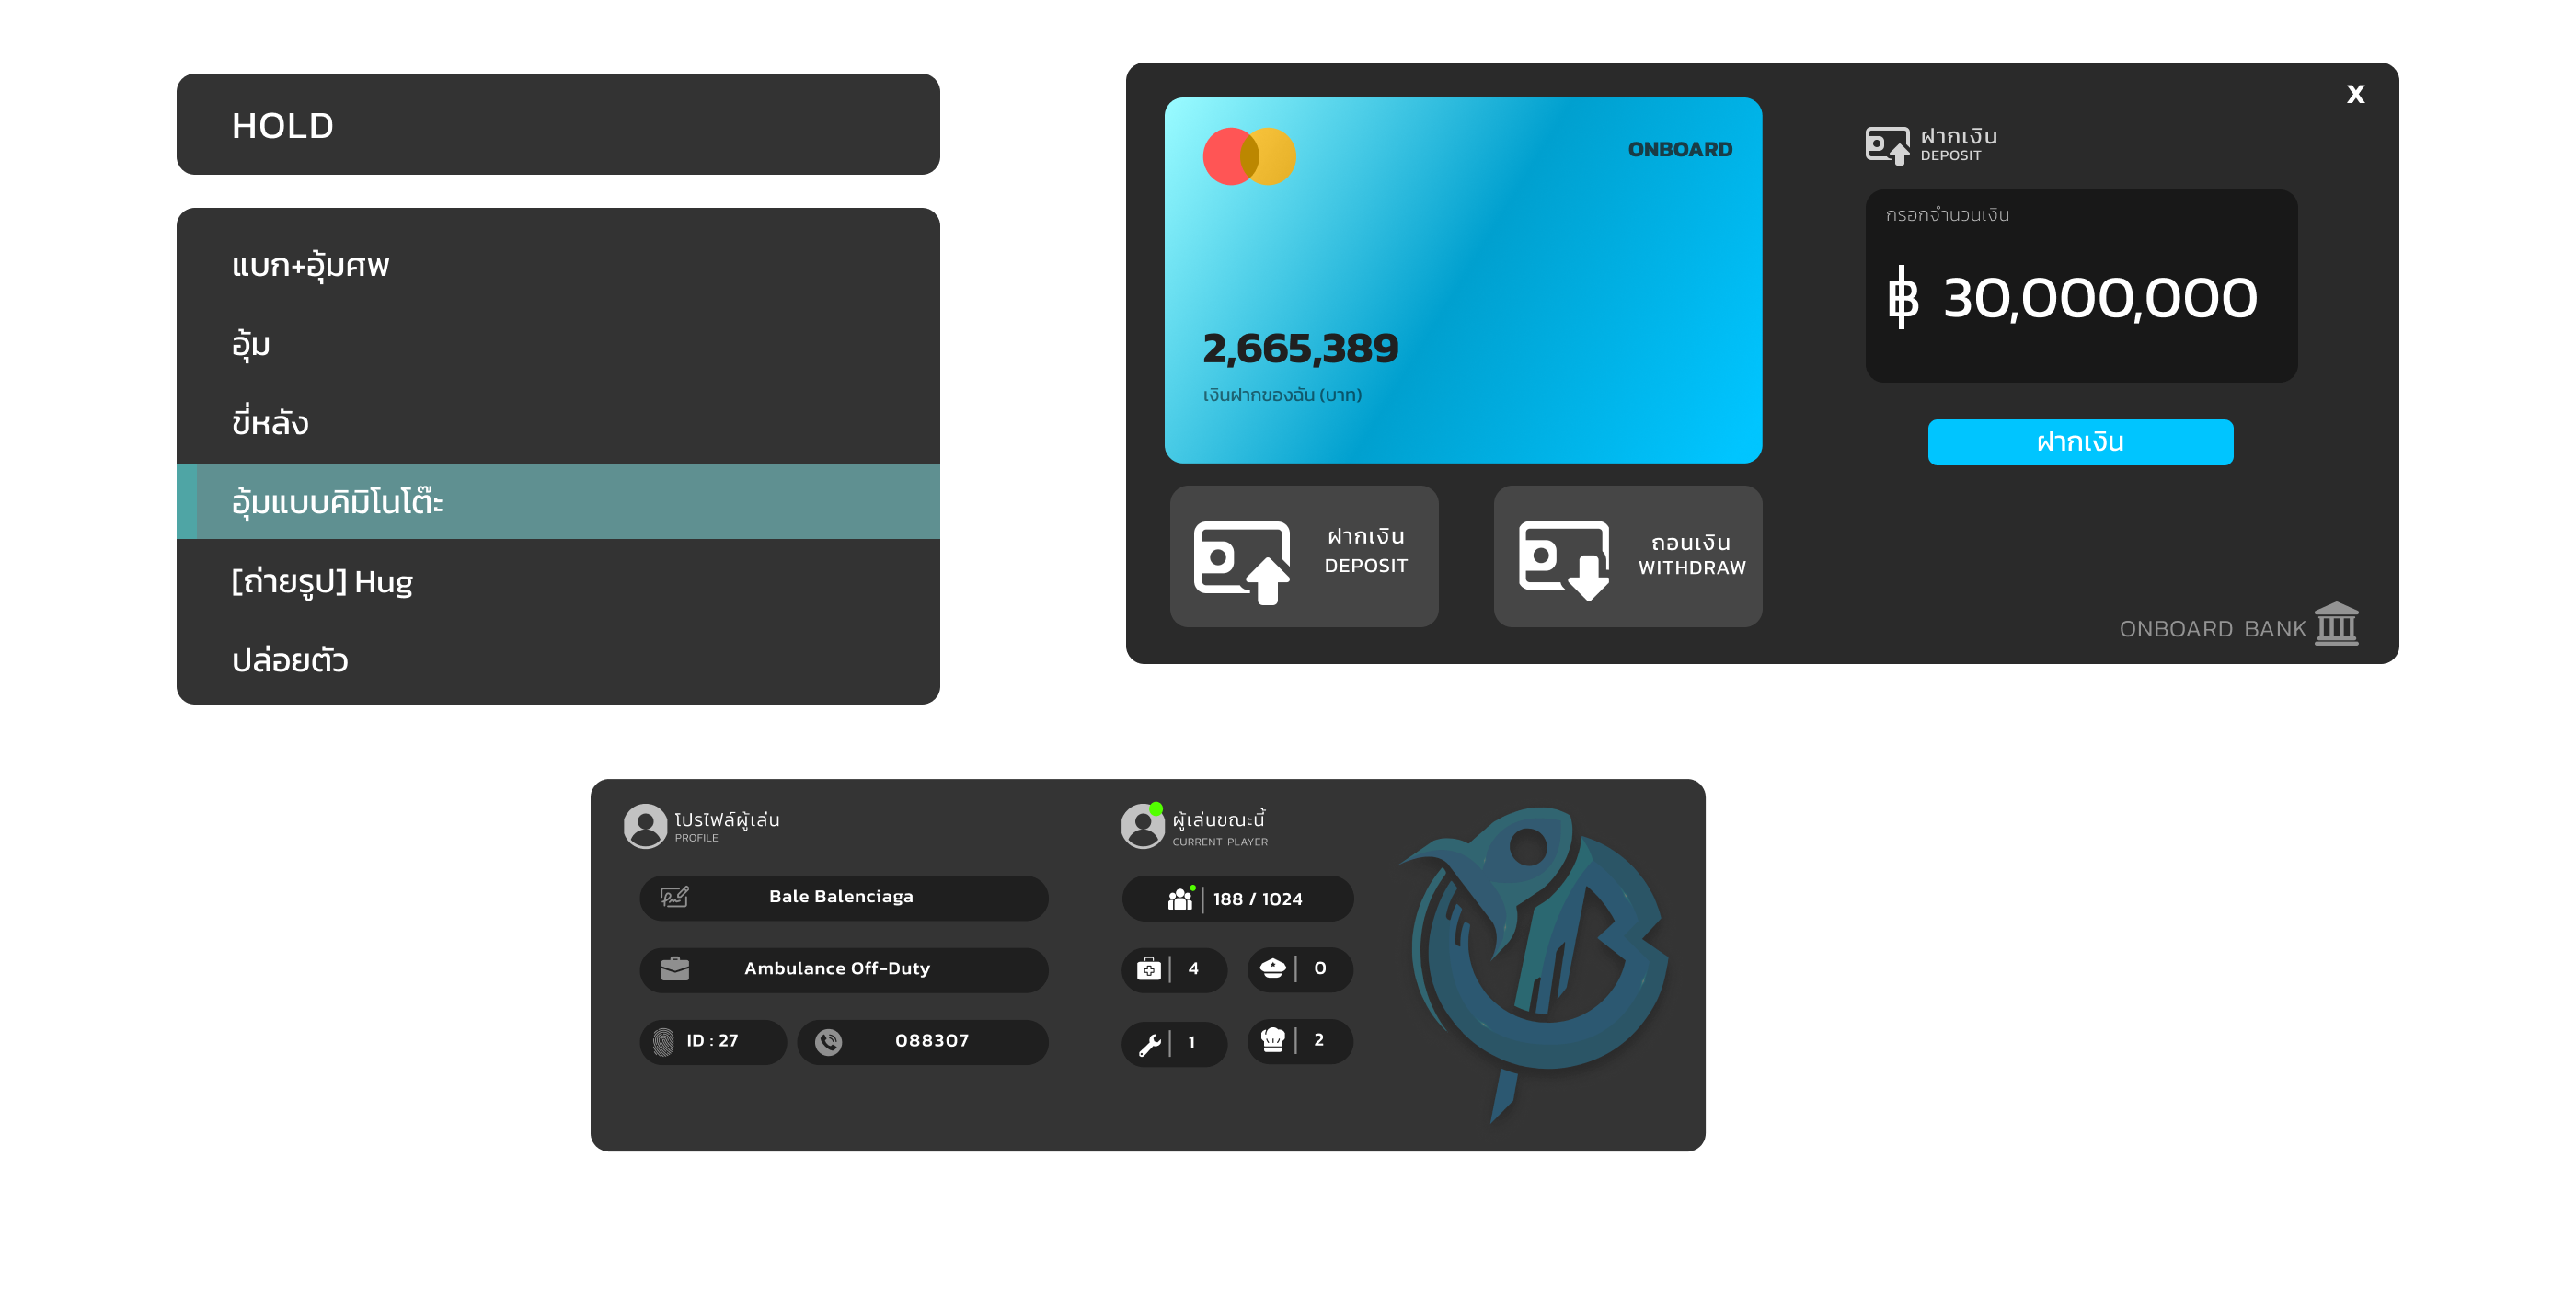 HOLD
แบก+อุ้มศพ
อุ้ม
ขี่หลัง
อุ้มแบบคิมิโนโต๊ะ
[ถ่ายรูป] Hug
ปล่อยตัว
X
ONBOARD
2,665,389
เงินฝากของฉัน (บาท)
ฝากเงิน
DEPOSIT
ถอนเงิน
WITHDRAW
ฝากเงิน
DEPOSIT
กรอกจำนวนเงิน
฿ 30,000,000
ฝากเงิน
ONBOARD BANK
โปรไฟล์ผู้เล่น
PROFILE
Bale Balenciaga
Ambulance Off-Duty
ID : 27
088307
ผู้เล่นขณะนี้
CURRENT PLAYER
188 / 1024
4
0
1
2